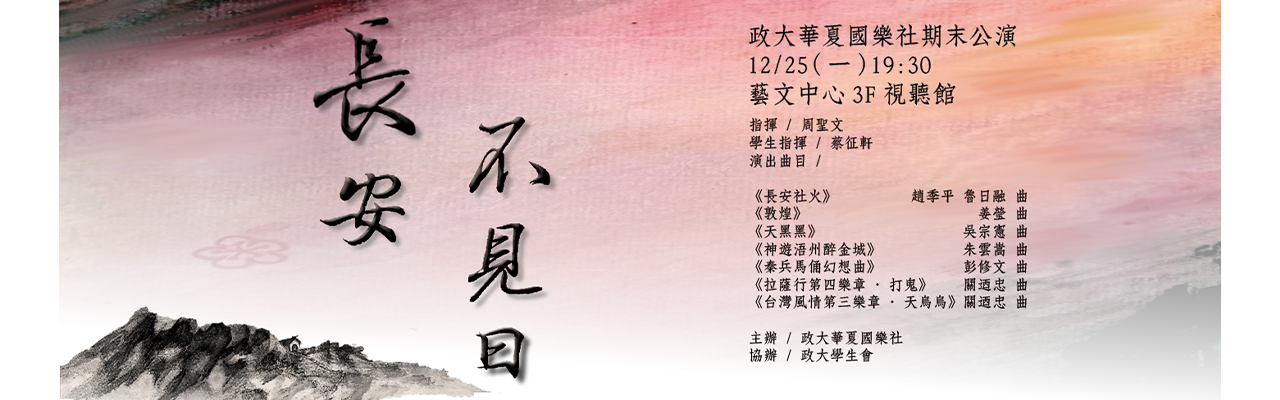 長安
不見日
政大華夏國樂社期末公演
12/25(一)19:30
藝文中心 3F 視聽館
指揮 / 周聖文
學生指揮 / 蔡征軒
演出曲目 /
《長安社火》 趙季平 魯日融 曲
《敦煌》 姜瑩 曲
《天黑黑》 吳宗憲 曲
《神遊浯州醉金城》 朱雲嵩 曲
《秦兵馬俑幻想曲》 彭修文 曲
《拉薩行第四樂章 · 打鬼》 關迺忠 曲
《台灣風情第三樂章 · 天烏烏》關迺忠 曲
主辦 / 政大華夏國樂社
協辦 / 政大學生會